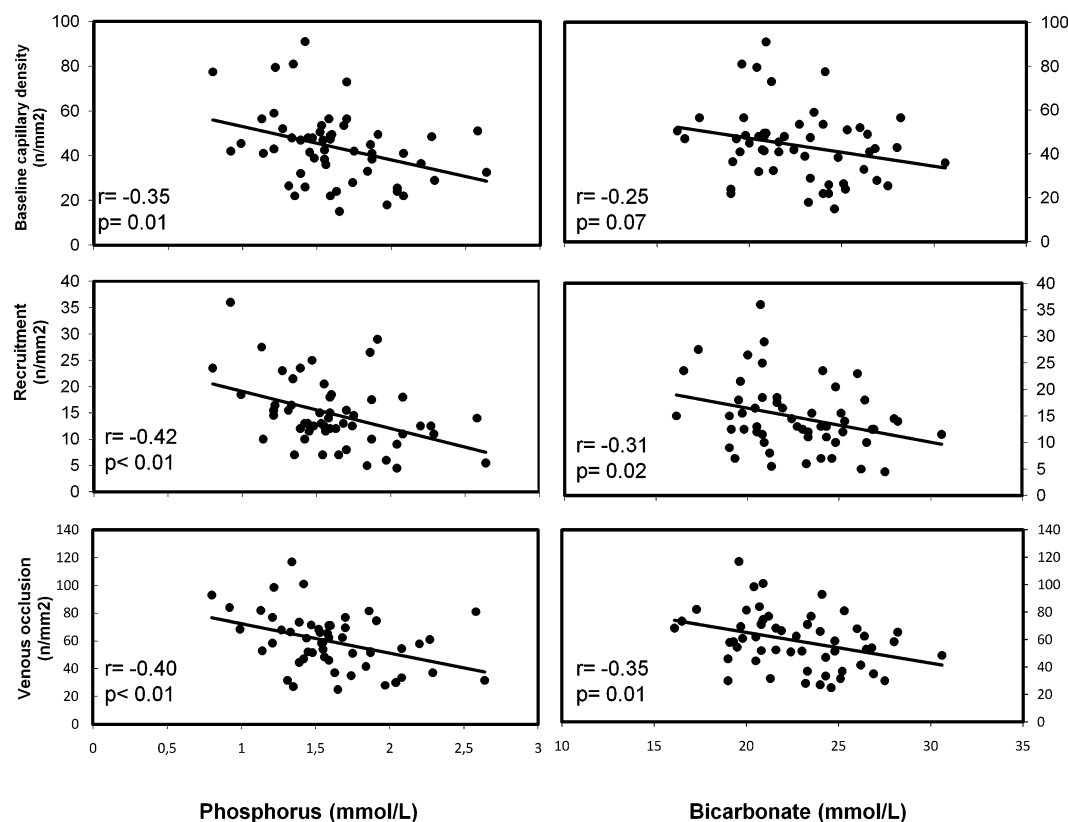 Baseline capillary density
(n/mm2)
100
80
60
40
20
0
r= -0.35
p= 0.01
100
80
60
40
20
0
r= -0.25
p= 0.07
Recruitment
(n/mm2)
40
35
30
25
20
15
10
5
0
r= -0.42
p< 0.01
40
35
30
25
20
15
10
5
0
r= -0.31
p= 0.02
Venous occlusion
(n/mm2)
140
120
100
80
60
40
20
0
r= -0.40
p< 0.01
140
120
100
80
60
40
20
0
r= -0.35
p= 0.01
0 0,5 1 1,5 2 2,5 3
10 15 20 25 30 35
Phosphorus (mmol/L)
Bicarbonate (mmol/L)